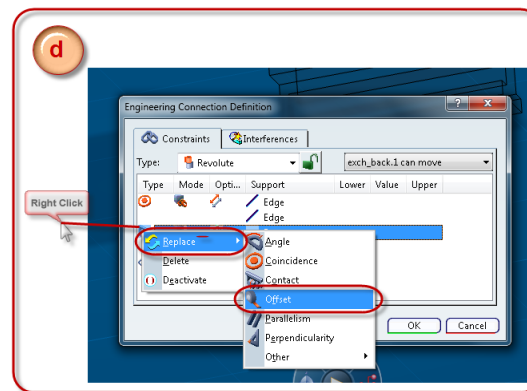 d
Engineering Connection Definition
?
X
Constraints
Interferences
Type:
Revolute
exch_back.1 can move
Type Mode Opti... Support Lower Value Upper
Edge
Edge
Right Click
Replace
Delete
Deactivate
Angle
Coincidence
Contact
Offset
Parallelism
Perpendicularity
Other
OK
Cancel